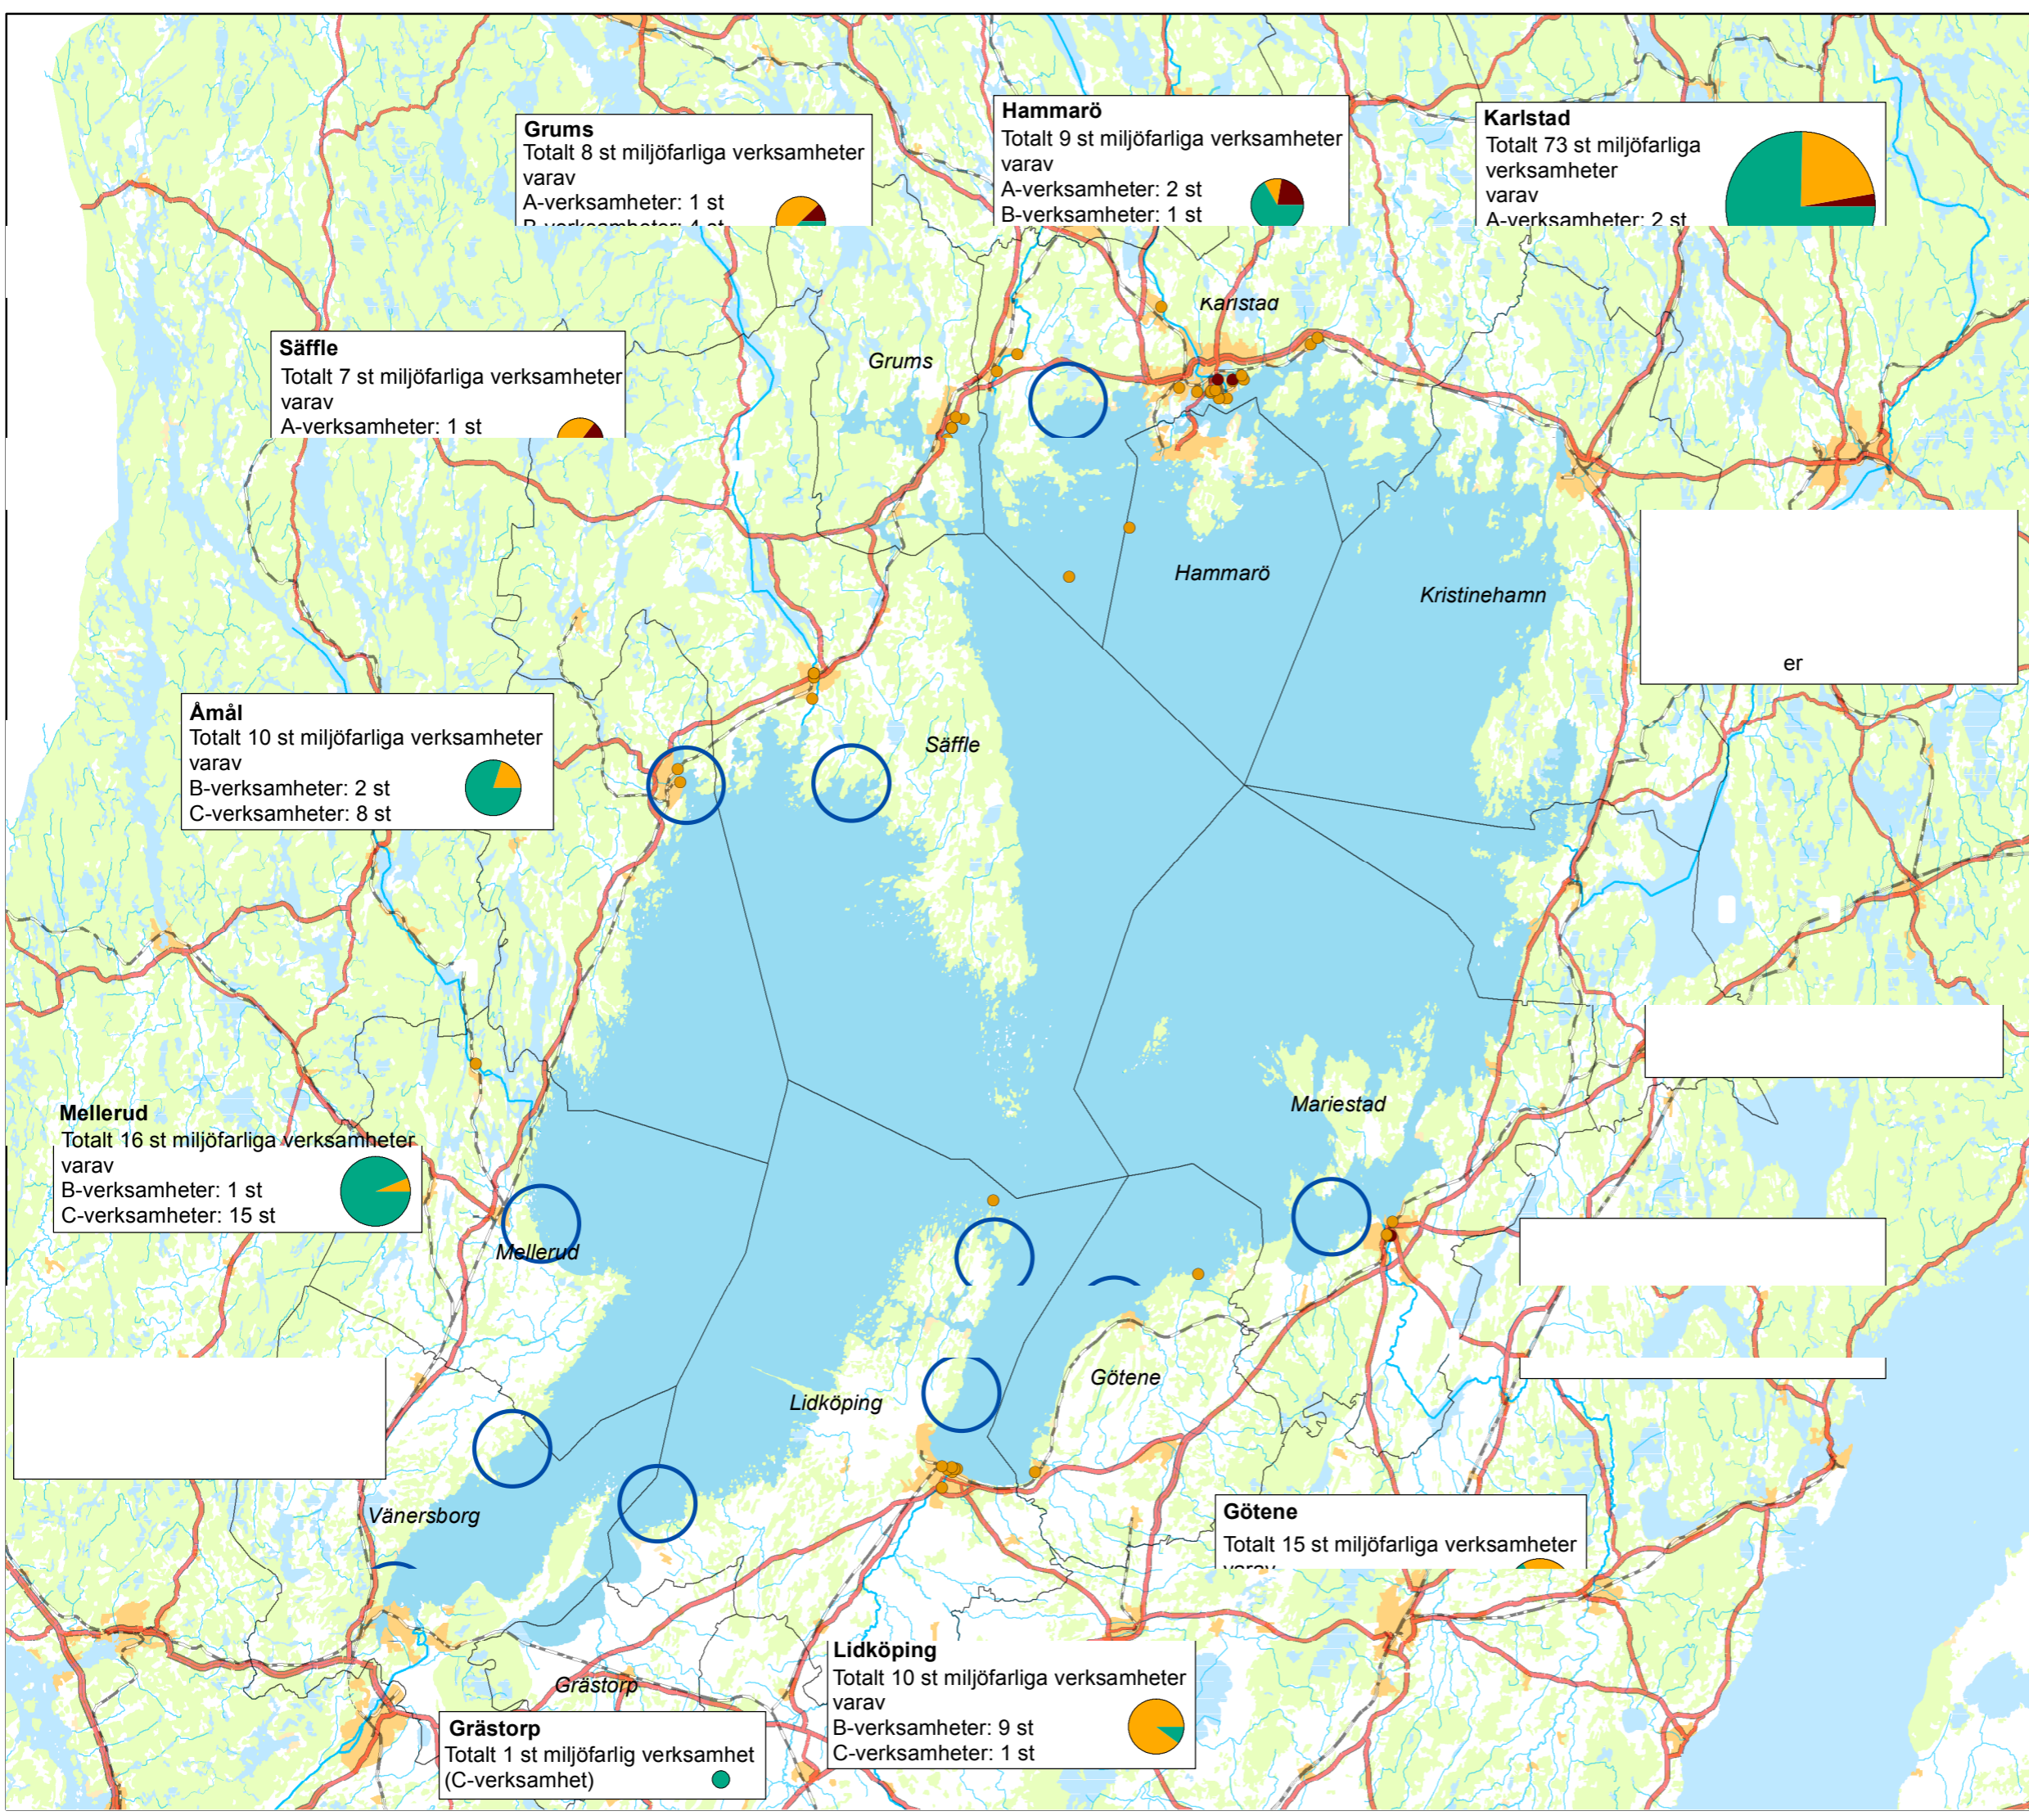 Grums
Totalt 8 st miljöfarliga verksamheter
varav
A-verksamheter: 1 st
B-verksamheter: 4 st
Hammarö
Totalt 9 st miljöfarliga verksamheter
varav
A-verksamheter: 2 st
B-verksamheter: 1 st
Karlstad
Totalt 73 st miljöfarliga
verksamheter
varav
A-verksamheter: 2 st
Karlstad
Grums
Säffle
Totalt 7 st miljöfarliga verksamheter
varav
A-verksamheter: 1 st
Hammarö
Kristinehamn
er
Åmål
Totalt 10 st miljöfarliga verksamheter
varav
B-verksamheter: 2 st
C-verksamheter: 8 st
Säffle
Mariestad
Mellerud
Totalt 16 st miljöfarliga verksamheter
varav
B-verksamheter: 1 st
C-verksamheter: 15 st
Mellerud
Götene
Lidköping
Vänersborg
Götene
Totalt 15 st miljöfarliga verksamheter
varav
Grästorp
Lidköping
Totalt 10 st miljöfarliga verksamheter
varav
B-verksamheter: 9 st
C-verksamheter: 1 st
Grästorp
Totalt 1 st miljöfarlig verksamhet
(C-verksamhet)